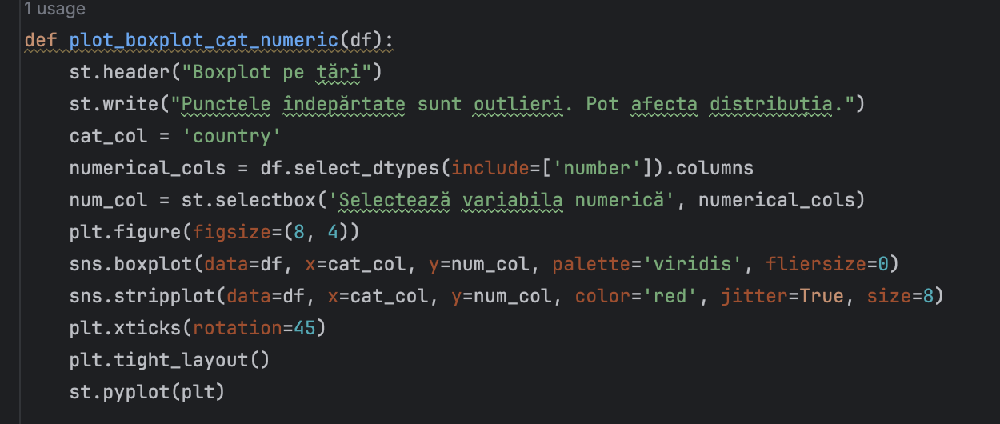 1 usage
def plot_boxplot_cat_numeric(df):
st.header("Boxplot pe țări")
st.write("Punctele îndepărtate sunt outlieri. Pot afecta distribuția.")
cat_col = 'country'
numerical_cols = df.select_dtypes(include=['number']).columns
num_col = st.selectbox('Selectează variabila numerică', numerical_cols)
plt.figure(figsize=(8, 4))
sns.boxplot(data=df, x=cat_col, y=num_col, palette='viridis', fliersize=0)
sns.stripplot(data=df, x=cat_col, y=num_col, color='red', jitter=True, size=8)
plt.xticks(rotation=45)
plt.tight_layout()
st.pyplot(plt)